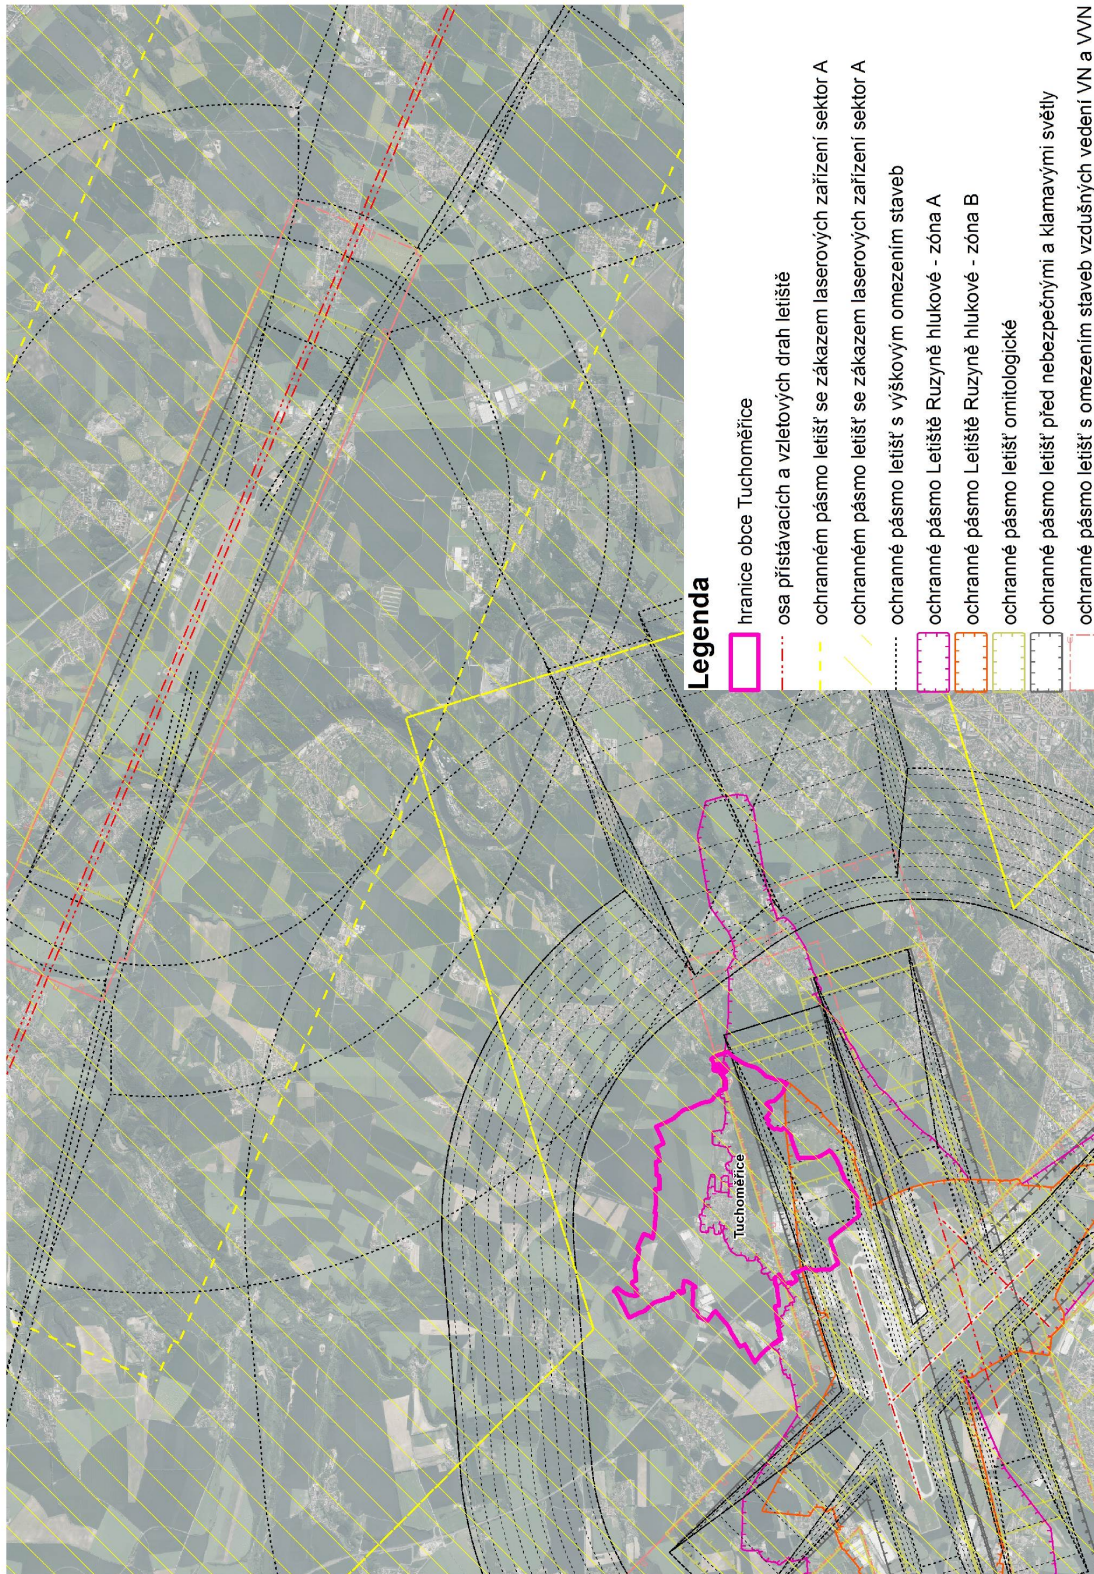 Legenda
hranice obce Tuchoměřice
osa přistávacích a vzletových drah letiště
ochranném pásmo letišť se zákazem laserových zařízení sektor A
ochranném pásmo letišť se zákazem laserových zařízení sektor A
ochranné pásmo letišť s výškovým omezením staveb
ochranné pásmo Letiště Ruzyně hlukové - zóna A
ochranné pásmo Letiště Ruzyně hlukové - zóna B
ochranné pásmo letišť ornitologické
ochranné pásmo letišť před nebezpečnými a klamavými světly
ochranné pásmo letišť s omezením staveb vzdušných vedení VN a VVN
Tuchoměřice